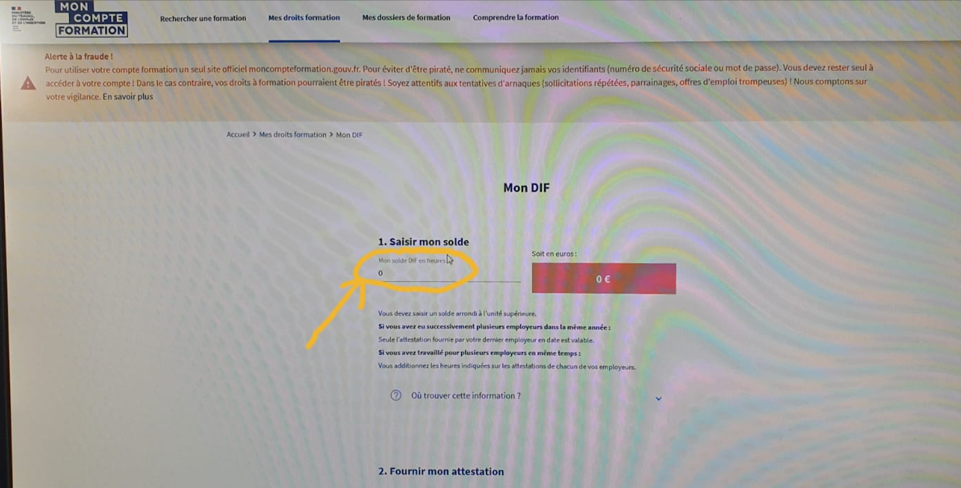 MON
COMPTE
FORMATION
Rechercher une formation
Mes droits formation
Mes dossiers de formation
Comprendre la formation
Alerte à la fraude !
Pour utiliser votre compte formation un seul site officiel moncompteformation.gouv.fr. Pour éviter d'être piraté, ne communiquez jamais vos identifiants (numéro de sécurité sociale ou mot de passe). Vous devez rester seul à
accéder à votre compte ! Dans le cas contraire, vos droits à formation pourraient être piratés ! Soyez attentifs aux tentatives d'arnaques (sollicitations répétées, parrainages, offres d'emploi trompeuses) ! Nous comptons sur
votre vigilance. En savoir plus
Accueil > Mes droits formation > Mon DIF
Mon DIF
1. Saisir mon solde
Mon solde DIF en heures
0
Soit en euros :
0 €
Vous devez saisir un solde arrondi à l'unité supérieure.
Si vous avez eu successivement plusieurs employeurs dans la même année :
Seule l'attestation fournie par votre dernier employeur en date est valable.
Si vous avez travaillé pour plusieurs employeurs en même temps :
Vous additionnez les heures indiquées sur les attestations de chacun de vos employeurs.
? Où trouver cette information ?
2. Fournir mon attestation